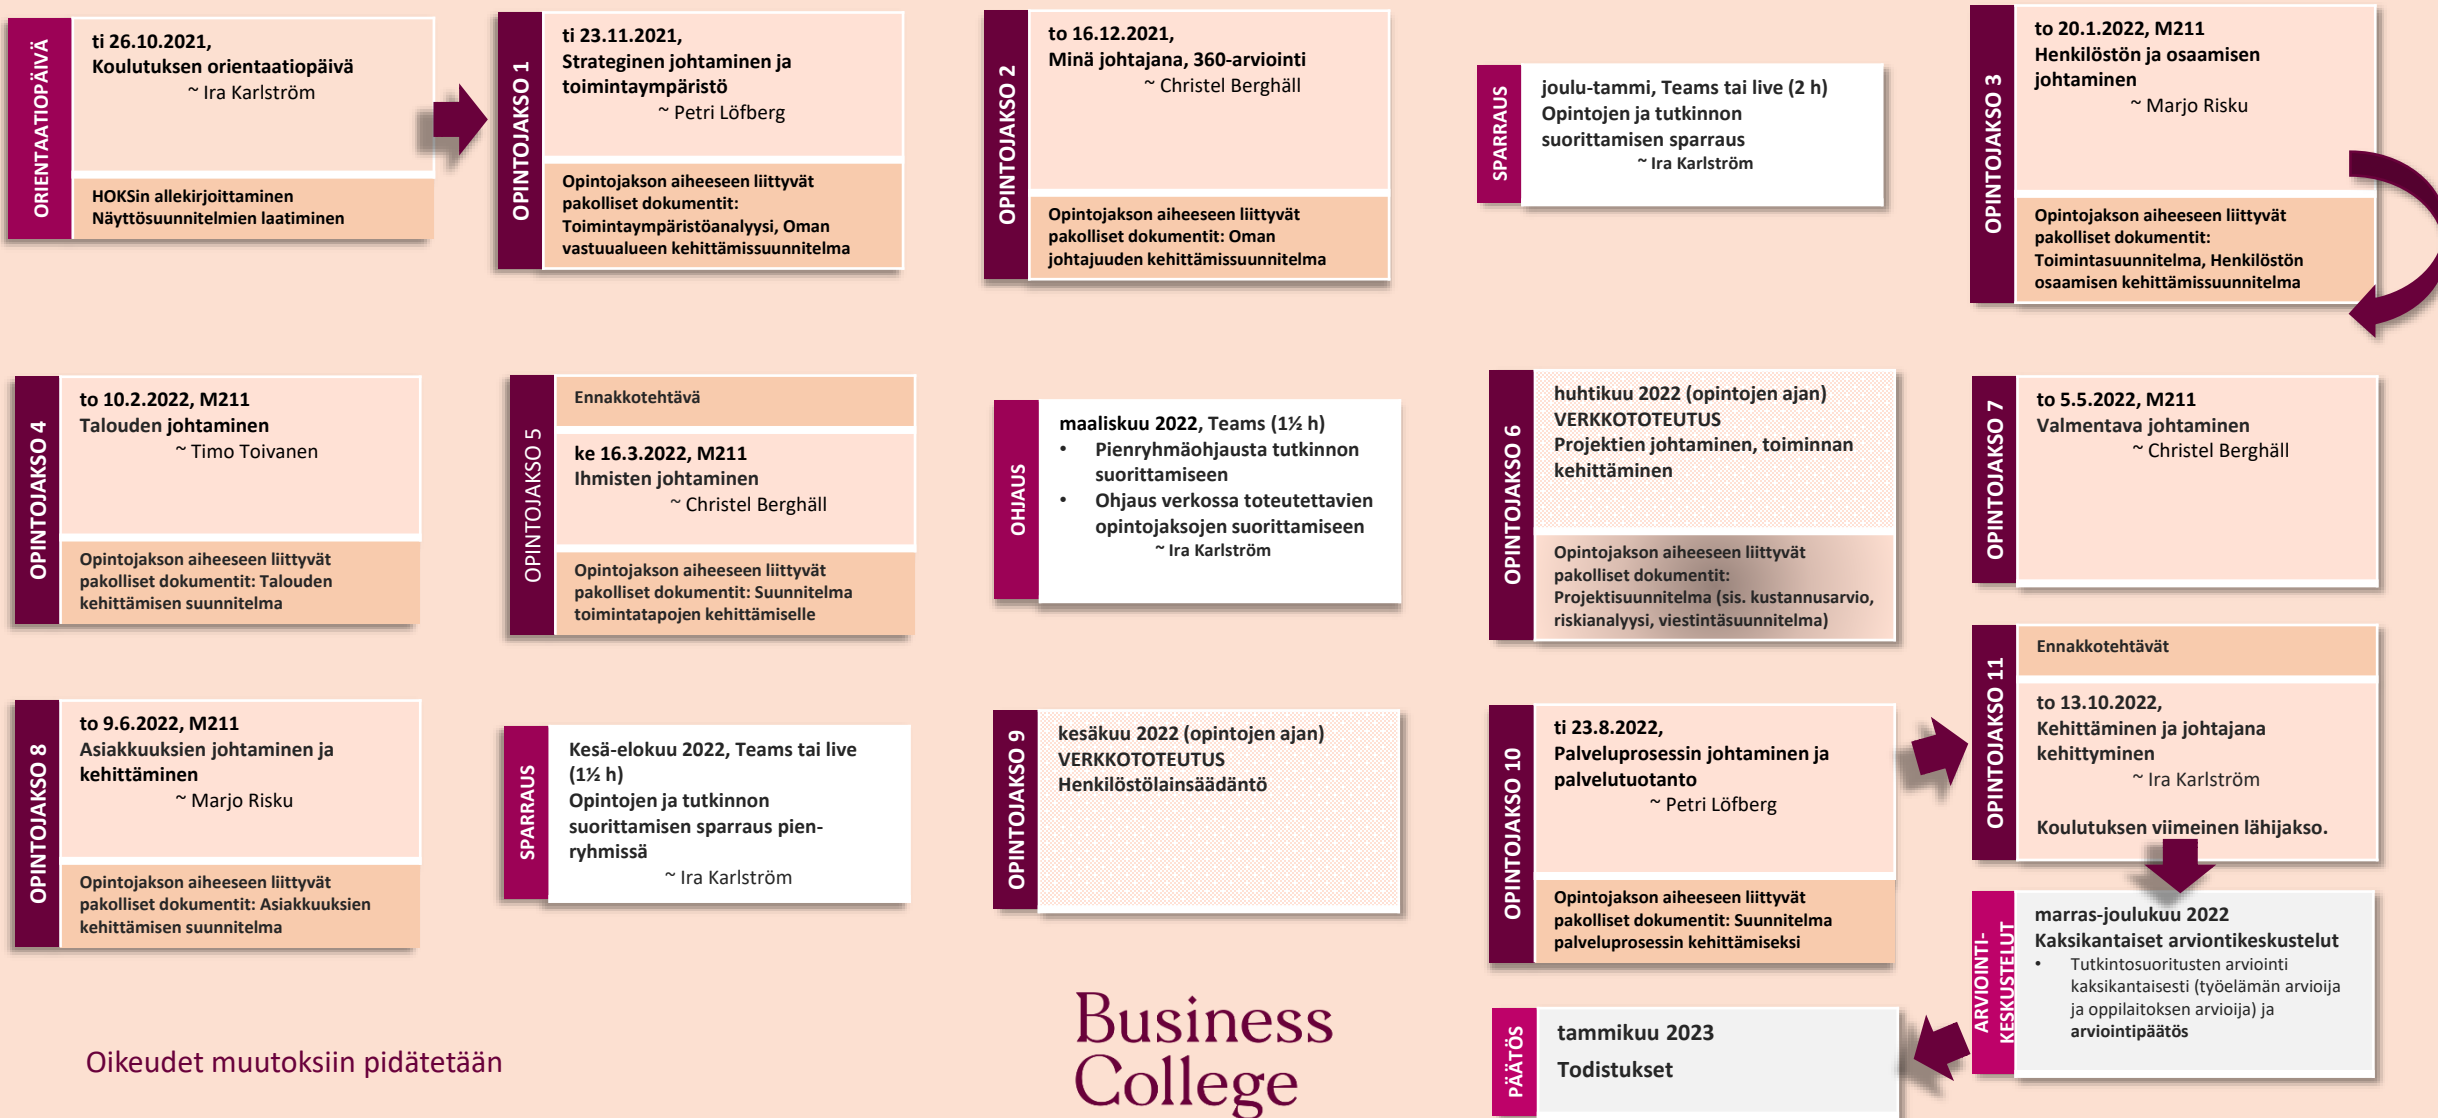 ORIENTAATIOPÄIVÄ
ti 26.10.2021,
Koulutuksen orientaatiopäivä
~ Ira Karlström
HOKSin allekirjoittaminen
Näyttösuunnitelmien laatiminen
OPINTOJAKSO 1
ti 23.11.2021,
Strateginen johtaminen ja
toimintaympäristö
~ Petri Löfberg
Opintojakson aiheeseen liittyvät
pakolliset dokumentit:
Toimintaympäristöanalyysi, Oman
vastuualueen kehittämissuunnitelma
OPINTOJAKSO 2
to 16.12.2021,
Minä johtajana, 360-arviointi
~ Christel Berghäll
Opintojakson aiheeseen liittyvät
pakolliset dokumentit: Oman
johtajuuden kehittämissuunnitelma
SPARRAUS
joulu-tammi, Teams tai live (2 h)
Opintojen ja tutkinnon
suorittamisen sparraus
~ Ira Karlström
OPINTOJAKSO 3
to 20.1.2022, M211
Henkilöstön ja osaamisen
johtaminen
~ Marjo Risku
Opintojakson aiheeseen liittyvät
pakolliset dokumentit:
Toimintasuunnitelma, Henkilöstön
osaamisen kehittämissuunnitelma
OPINTOJAKSO 4
to 10.2.2022, M211
Talouden johtaminen
~ Timo Toivanen
Opintojakson aiheeseen liittyvät
pakolliset dokumentit: Talouden
kehittämisen suunnitelma
OPINTOJAKSO 5
Ennakkotehtävä
ke 16.3.2022, M211
Ihmisten johtaminen
~ Christel Berghäll
Opintojakson aiheeseen liittyvät
pakolliset dokumentit: Suunnitelma
toimintatapojen kehittämiselle
OHJAUS
maaliskuu 2022, Teams (1½ h)
• Pienryhmäohjausta tutkinnon
suorittamiseen
• Ohjaus verkossa toteutettavien
opintojaksojen suorittamiseen
~ Ira Karlström
OPINTOJAKSO 6
huhtikuu 2022 (opintojen ajan)
VERKKOTOTEUTUS
Projektien johtaminen, toiminnan
kehittäminen
Opintojakson aiheeseen liittyvät
pakolliset dokumentit:
Projektisuunnitelma (sis. kustannusarvio,
riskianalyysi, viestintäsuunnitelma)
OPINTOJAKSO 7
to 5.5.2022, M211
Valmentava johtaminen
~ Christel Berghäll
OPINTOJAKSO 8
to 9.6.2022, M211
Asiakkuuksien johtaminen ja
kehittäminen
~ Marjo Risku
Opintojakson aiheeseen liittyvät
pakolliset dokumentit: Asiakkuuksien
kehittämisen suunnitelma
SPARRAUS
Kesä-elokuu 2022, Teams tai live
(1½ h)
Opintojen ja tutkinnon
suorittamisen sparraus pien-
ryhmissä
~ Ira Karlström
OPINTOJAKSO 9
kesäkuu 2022 (opintojen ajan)
VERKKOTOTEUTUS
Henkilöstölainsäädäntö
OPINTOJAKSO 10
ti 23.8.2022,
Palveluprosessin johtaminen ja
palvelutuotanto
~ Petri Löfberg
Opintojakson aiheeseen liittyvät
pakolliset dokumentit: Suunnitelma
palveluprosessin kehittämiseksi
OPINTOJAKSO 11
Ennakkotehtävät
to 13.10.2022,
Kehittäminen ja johtajana
kehittyminen
~ Ira Karlström
Koulutuksen viimeinen lähijakso.
ARVIOINTI-
KESKUSTELUT
marras-joulukuu 2022
Kaksikantaiset arviontikeskustelut
• Tutkintosuoritusten arviointi
kaksikantaisesti (työelämän arvioija
ja oppilaitoksen arvioija) ja
arviointipäätös
PÄÄTÖS
tammikuu 2023
Todistukset
Oikeudet muutoksiin pidätetään
Business
College